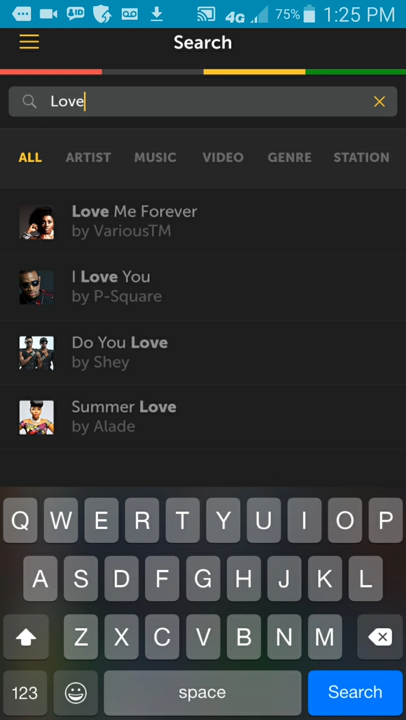 4G 75% 1:25 PM
Search
Love
ALL ARTIST MUSIC VIDEO GENRE STATION
Love Me Forever
by VariousTM
I Love You
by P-Square
Do You Love
by Shey
Summer Love
by Alade
Q W E R T Y U I O P
A S D F G H J K L
Z X C V B N M
123 space Search